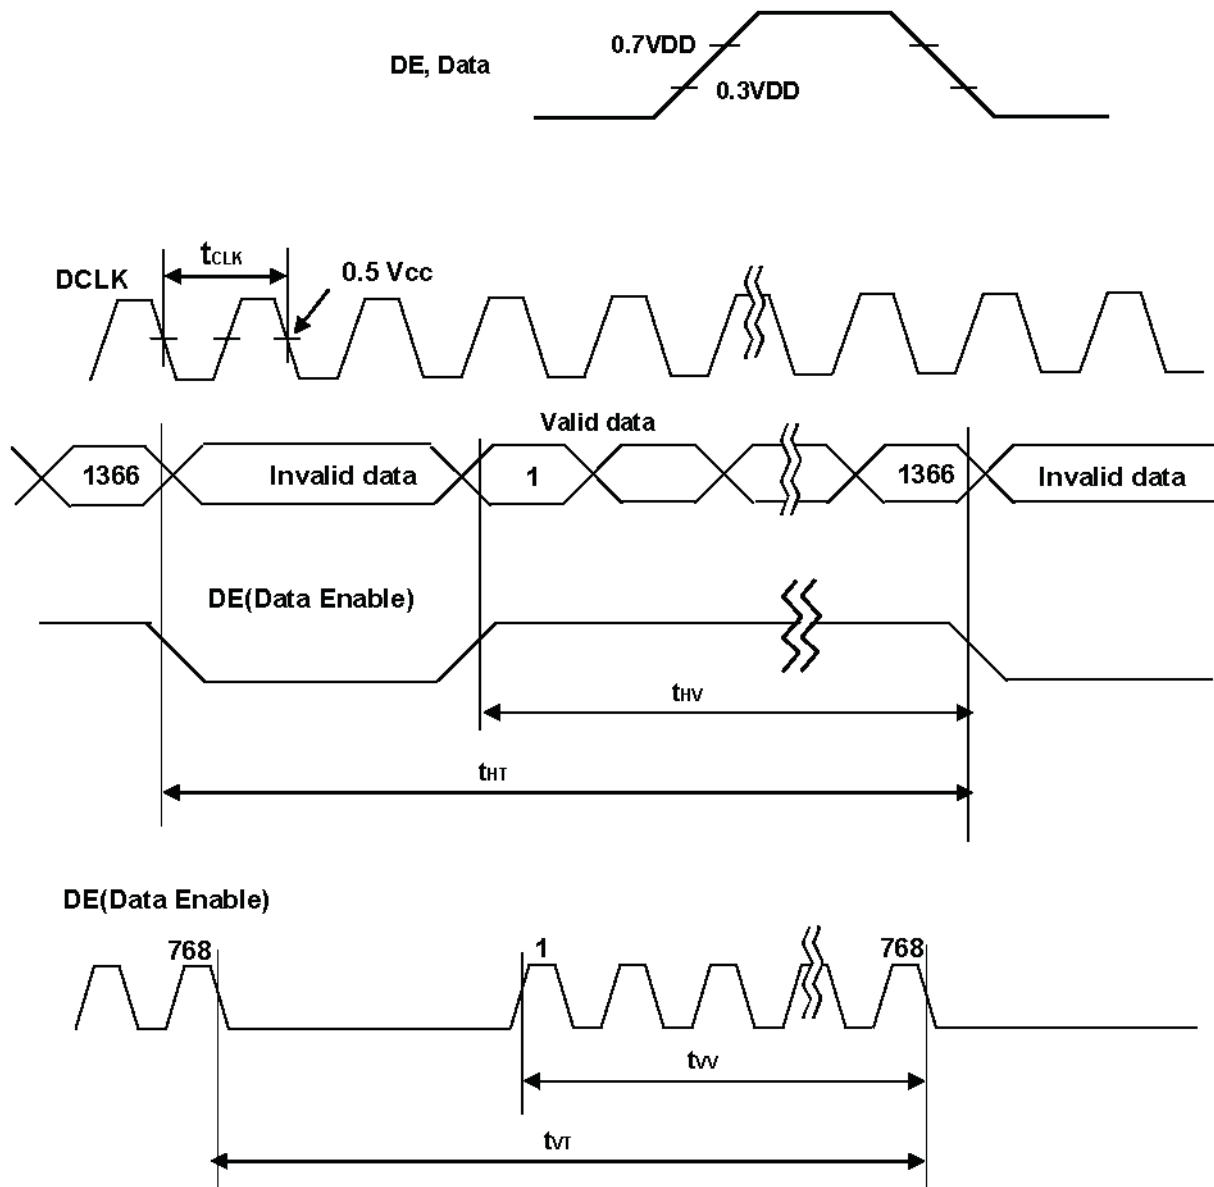 0.7VDD
DE, Data
0.3VDD
tCLK
DCLK
0.5 Vcc
Valid data
1366
Invalid data
1
1366
Invalid data
DE(Data Enable)
tHV
tHT
DE(Data Enable)
768
1
768
tVV
tVT